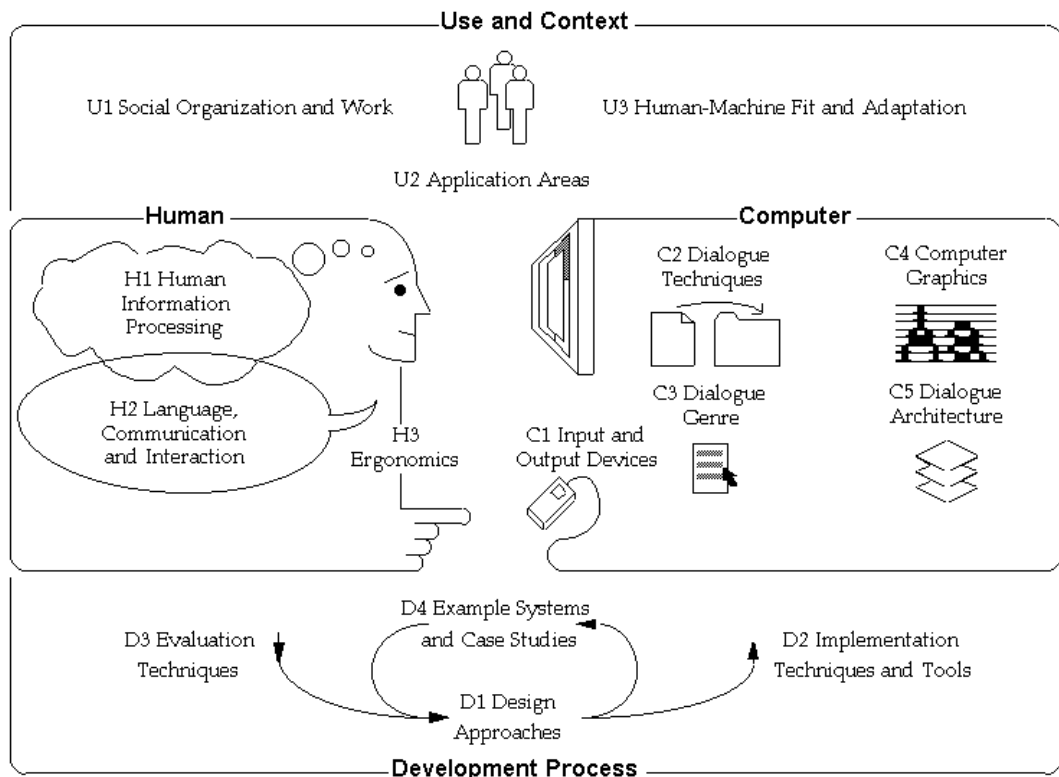 Use and Context
U1 Social Organization and Work
U3 Human-Machine Fit and Adaptation
U2 Application Areas
Human
Computer
H1 Human
Information
Processing
H2 Language,
Communication
and Interaction
H3
Ergonomics
C1 Input and
Output Devices
C2 Dialogue
Techniques
C3 Dialogue
Genre
C4 Computer
Graphics
C5 Dialogue
Architecture
D3 Evaluation
Techniques
D4 Example Systems
and Case Studies
D1 Design
Approaches
D2 Implementation
Techniques and Tools
Development Process